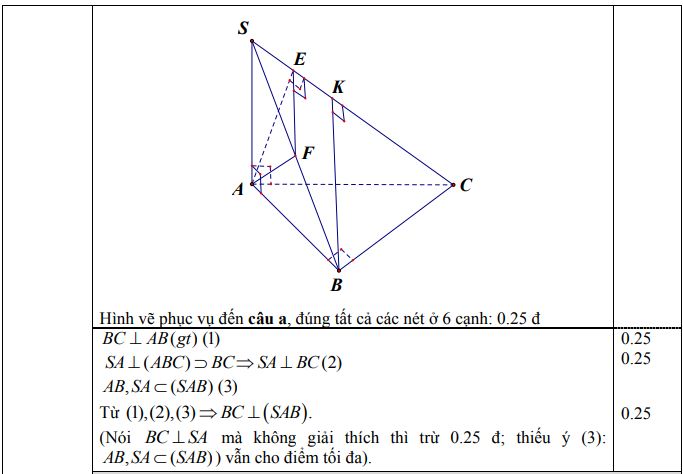 S
E
K
F
A
C
B
Hình vẽ phục vụ đến câu a, đúng tất cả các nét ở 6 cạnh: 0.25 đ
BC ⊥ AB(gt) (1) 0.25
SA ⊥ (ABC) ⊃ BC ⇒ SA ⊥ BC (2) 0.25
AB, SA ⊂ (SAB) (3)
Từ (1),(2),(3) ⇒ BC ⊥ (SAB). 0.25
(Nói BC ⊥ SA mà không giải thích thì trừ 0.25 đ; thiếu ý (3):
AB, SA ⊂ (SAB) ) vẫn cho điểm tối đa).